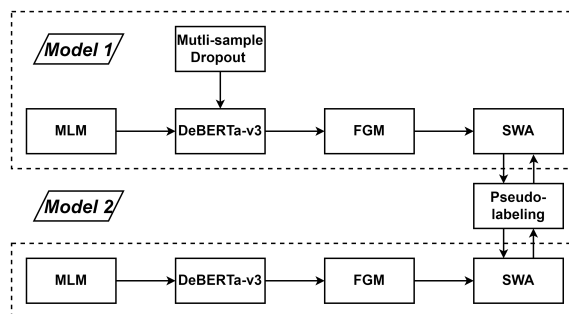 Model 1
Mutli-sample
Dropout
MLM
DeBERTa-v3
FGM
SWA
Model 2
Pseudo-
labeling
MLM
DeBERTa-v3
FGM
SWA